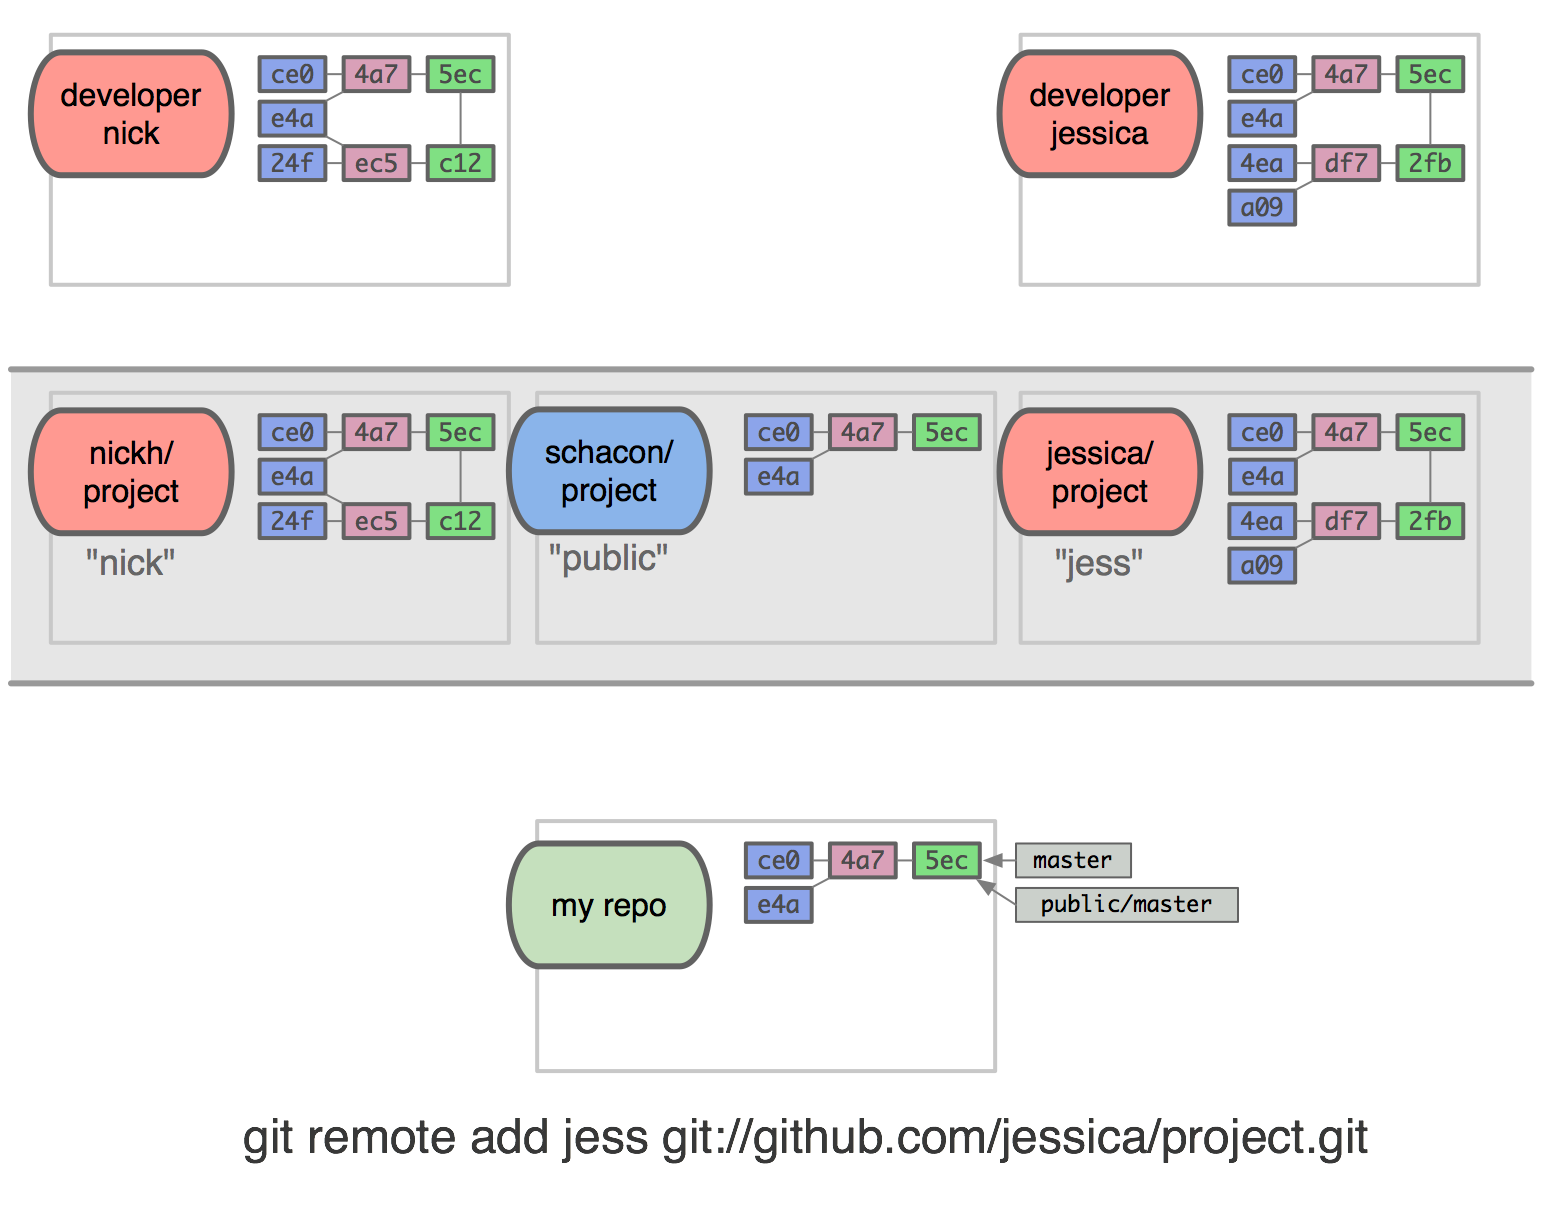 developer
nick
ce0 4a7 5ec
e4a
24f ec5 c12
developer
jessica
ce0 4a7 5ec
e4a
4ea df7 2fb
a09
nickh/
project
"nick"
ce0 4a7 5ec
e4a
24f ec5 c12
schacon/
project
"public"
ce0 4a7 5ec
e4a
jessica/
project
"jess"
ce0 4a7 5ec
e4a
4ea df7 2fb
a09
my repo
ce0 4a7 5ec
e4a
master
public/master
git remote add jess git://github.com/jessica/project.git